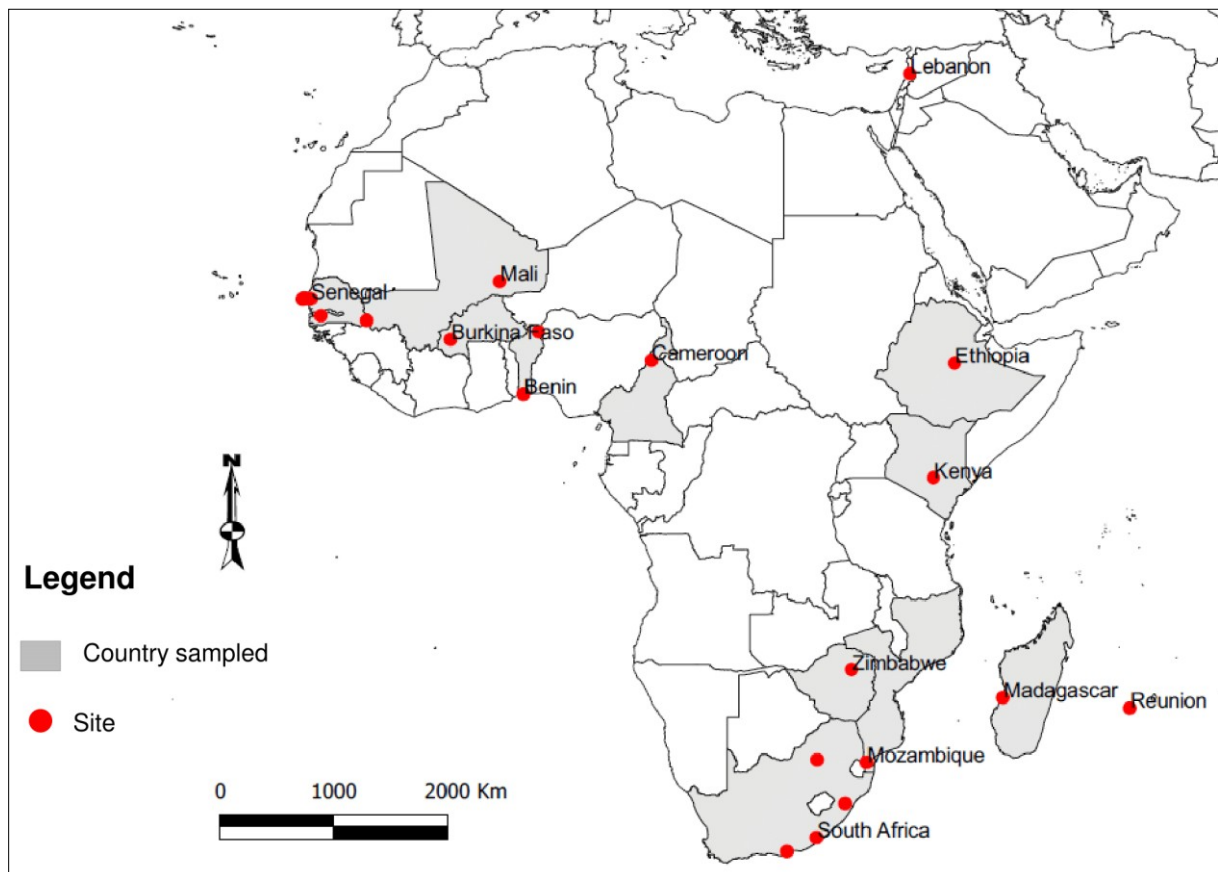 Lebanon
Mali
Senegal
Burkina Faso
Cameroon
Ethiopia
Benin
N
Kenya
Legend
Country sampled
Zimbabwe
Madagascar
Reunion
Site
Mozambique
0 1000 2000 Km
South Africa